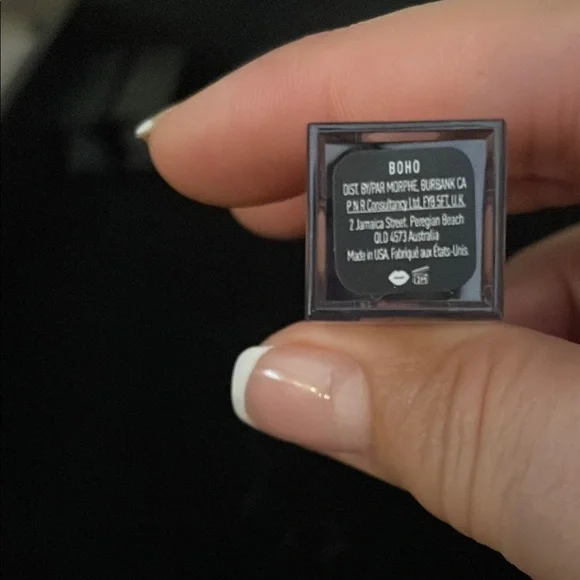 BOHO
DIST. BY/PAR MORPHE, BURBANK CA
P.N.R. Consultancy Ltd, FY9 5FT, U.K.
2 Jamaica Street, Peregian Beach
QLD 4573 Australia
Made in USA. Fabriqué aux États-Unis.